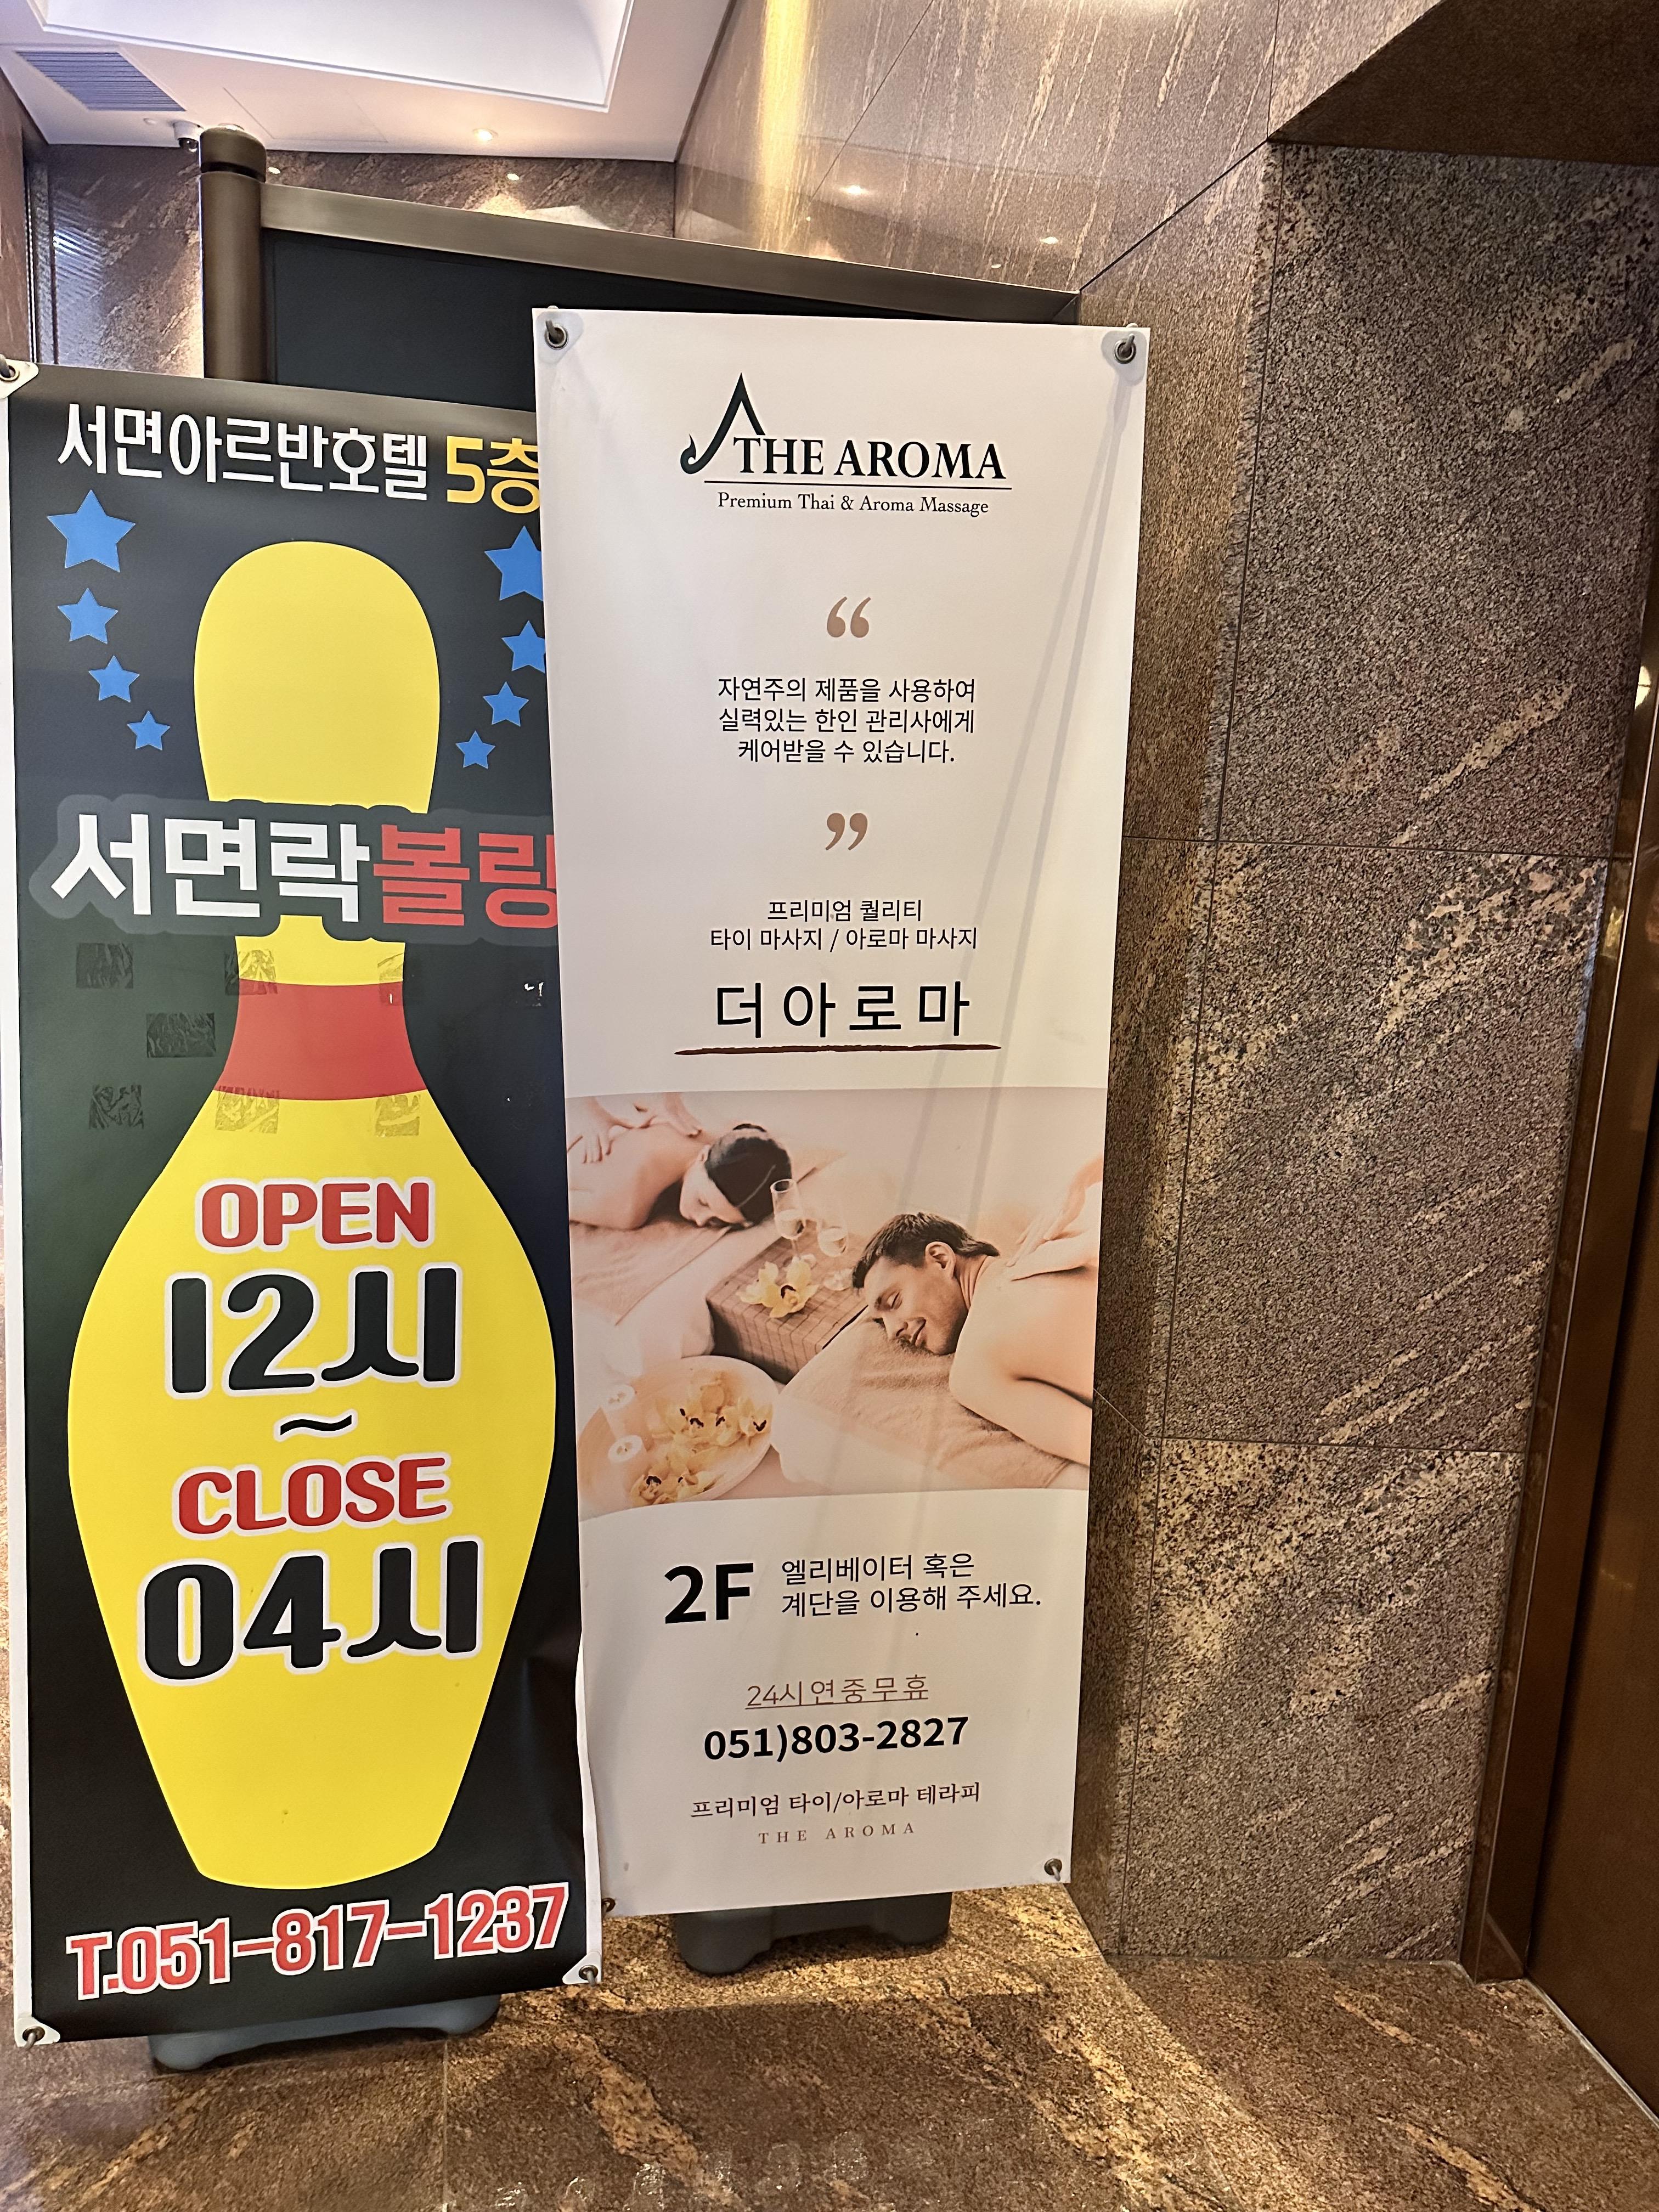 서면아르반호텔 5층
서면락볼링
OPEN
12시
~
CLOSE
04시
T.051-817-1237
THE AROMA
Premium Thai & Aroma Massage
“
자연주의 제품을 사용하여
실력있는 한인 관리사에게
케어받을 수 있습니다.
”
프리미엄 퀄리티
타이 마사지 / 아로마 마사지
더아로마
2F 엘리베이터 혹은
계단을 이용해 주세요.
24시연중무휴
051)803-2827
프리미엄 타이/아로마 테라피
THE AROMA